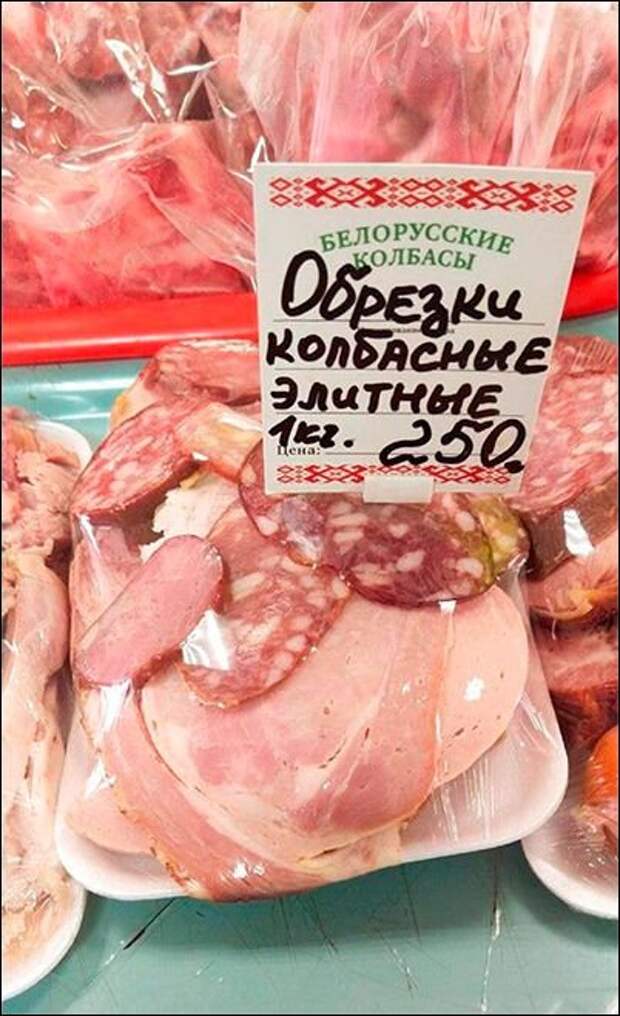 БЕЛОРУССКИЕ
КОЛБАСЫ
Обрезки
колбасные
элитные
1кг. 250
Цена: